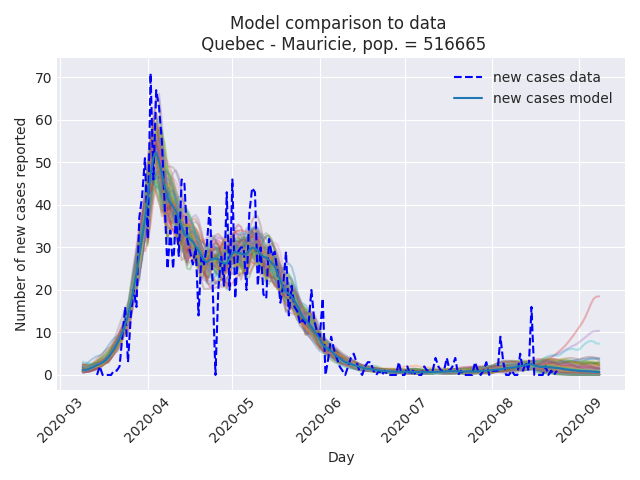 Model comparison to data
Quebec - Mauricie, pop. = 516665
new cases data
new cases model
Number of new cases reported
70
60
50
40
30
20
10
0
2020-03
2020-04
2020-05
2020-06
2020-07
2020-08
2020-09
Day